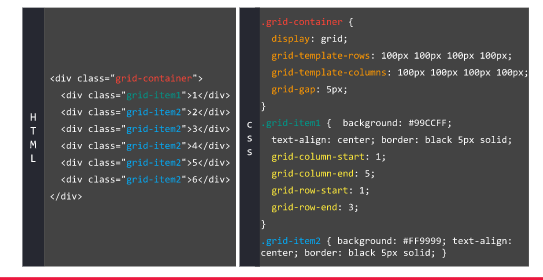 HTML
<div class="grid-container">
<div class="grid-item1">1</div>
<div class="grid-item2">2</div>
<div class="grid-item2">3</div>
<div class="grid-item2">4</div>
<div class="grid-item2">5</div>
<div class="grid-item2">6</div>
</div>
CSS
.grid-container {
display: grid;
grid-template-rows: 100px 100px 100px 100px;
grid-template-columns: 100px 100px 100px 100px;
grid-gap: 5px;
}
.grid-item1 { background: #99CCFF;
text-align: center; border: black 5px solid;
grid-column-start: 1;
grid-column-end: 5;
grid-row-start: 1;
grid-row-end: 3;
}
.grid-item2 { background: #FF9999; text-align:
center; border: black 5px solid; }